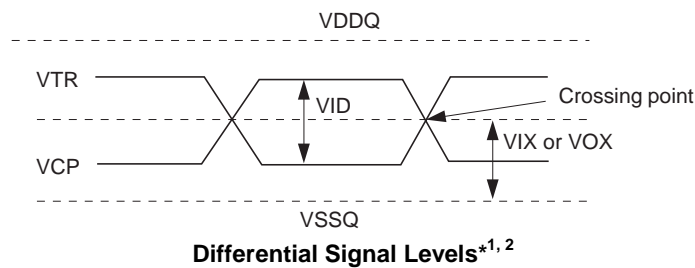 VDDQ
VTR
VID
Crossing point
VIX or VOX
VCP
VSSQ
Differential Signal Levels*1, 2